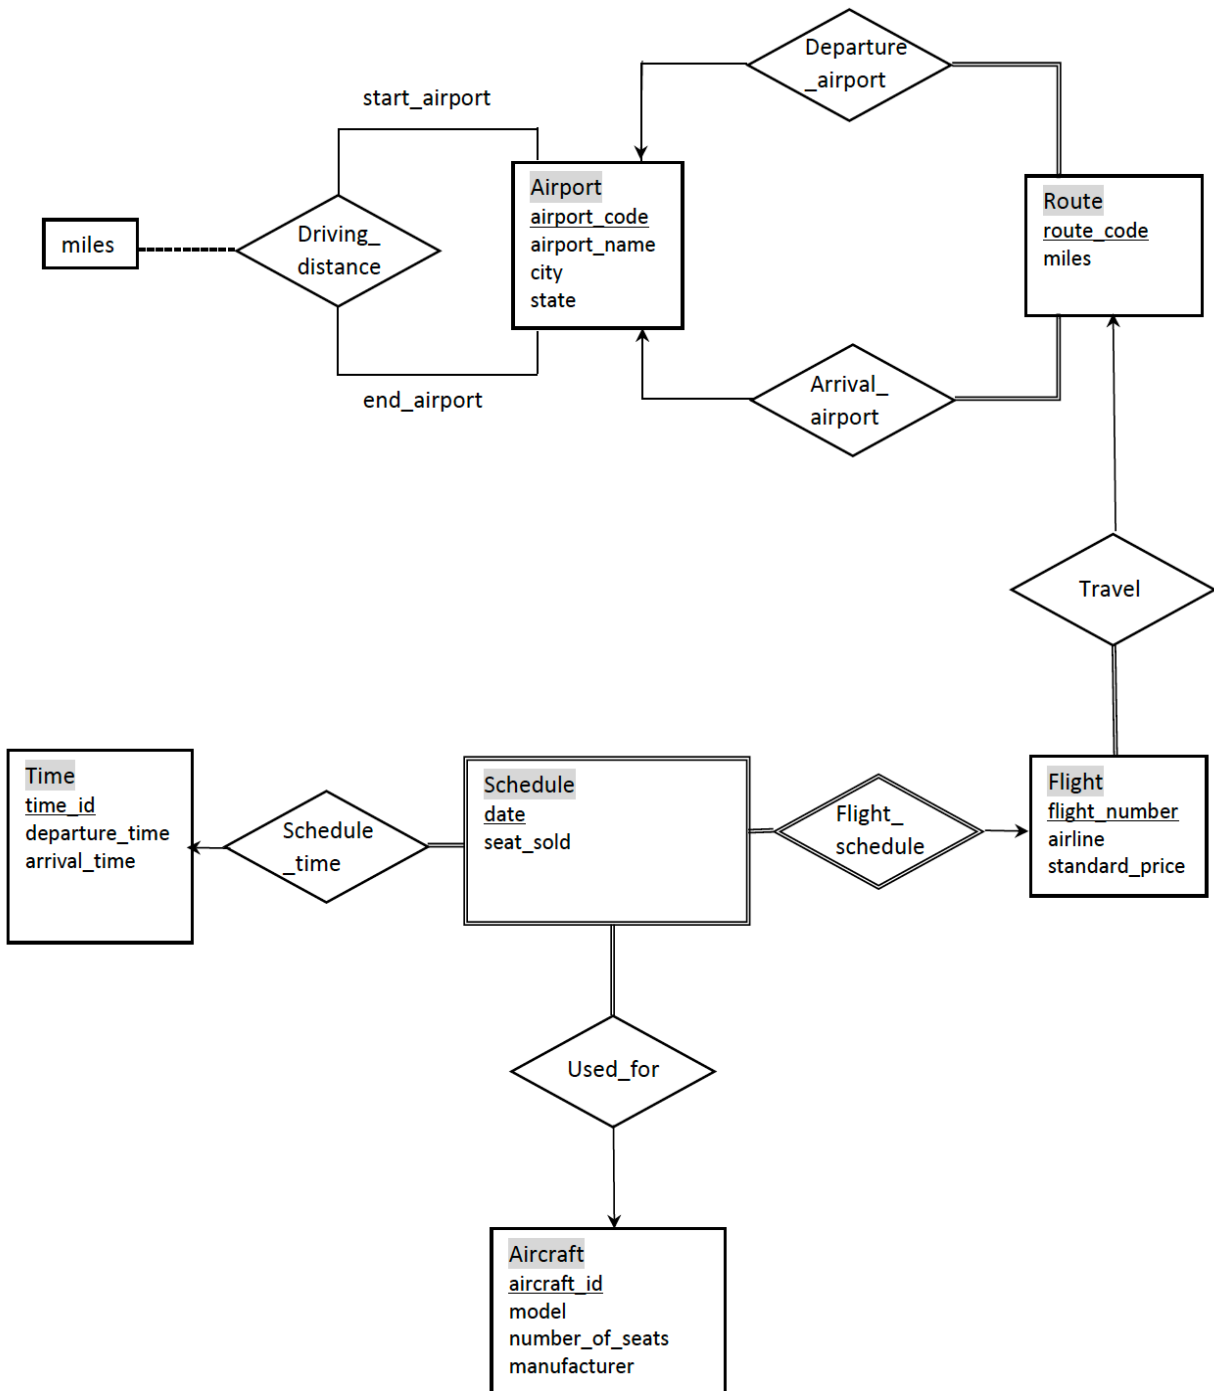 Departure
_airport
start_airport
Airport
airport_code
airport_name
city
state
Route
route_code
miles
miles
Driving_
distance
Arrival_
airport
end_airport
Travel
Time
time_id
departure_time
arrival_time
Schedule
_time
Schedule
date
seat_sold
Flight_
schedule
Flight
flight_number
airline
standard_price
Used_for
Aircraft
aircraft_id
model
number_of_seats
manufacturer